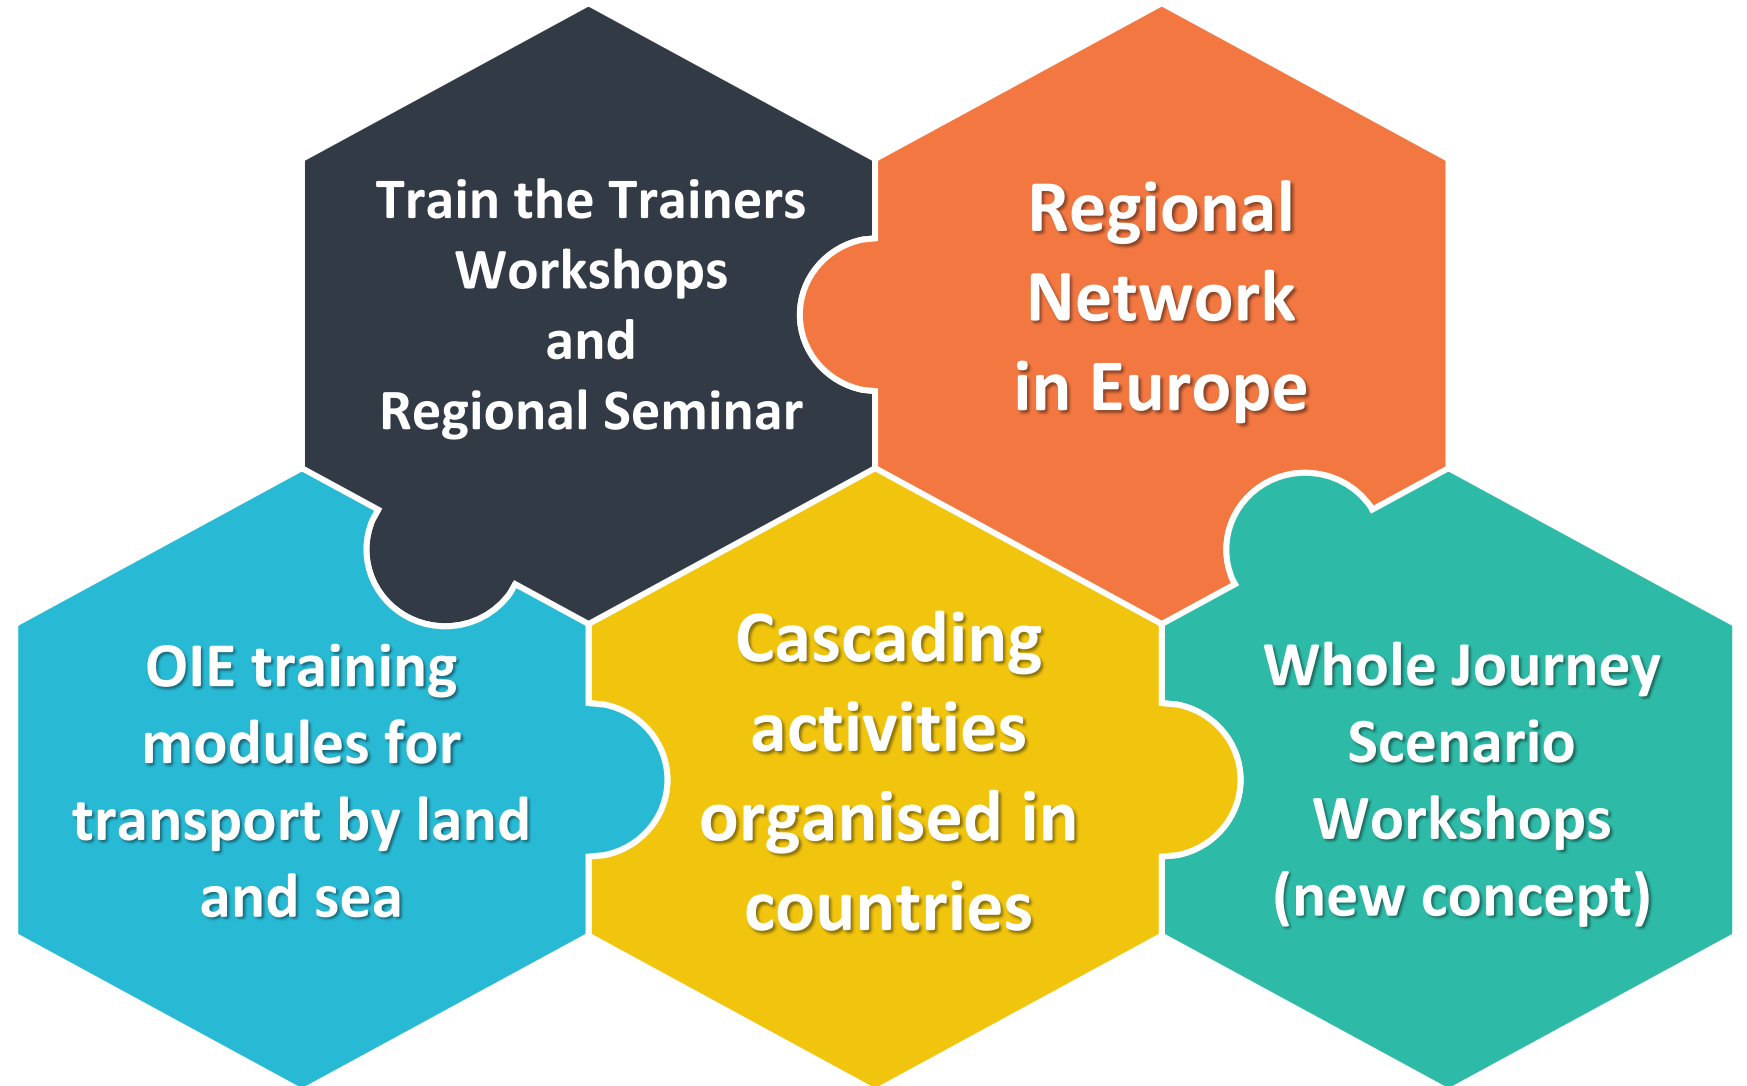 Train the Trainers
Workshops
and
Regional Seminar
Regional
Network
in Europe
OIE training
modules for
transport by land
and sea
Cascading
activities
organised in
countries
Whole Journey
Scenario
Workshops
(new concept)